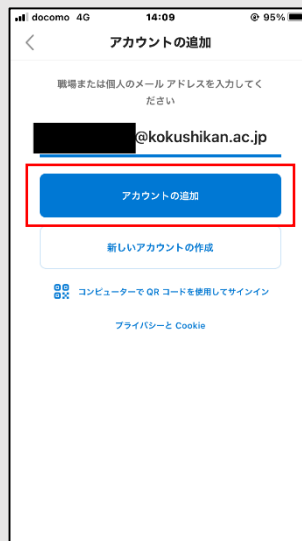 docomo 4G 14:09 95%
アカウントの追加
職場または個人のメール アドレスを入力してく
ださい
@kokushikan.ac.jp
アカウントの追加
新しいアカウントの作成
コンピューターで QR コードを使用してサインイン
プライバシーと Cookie